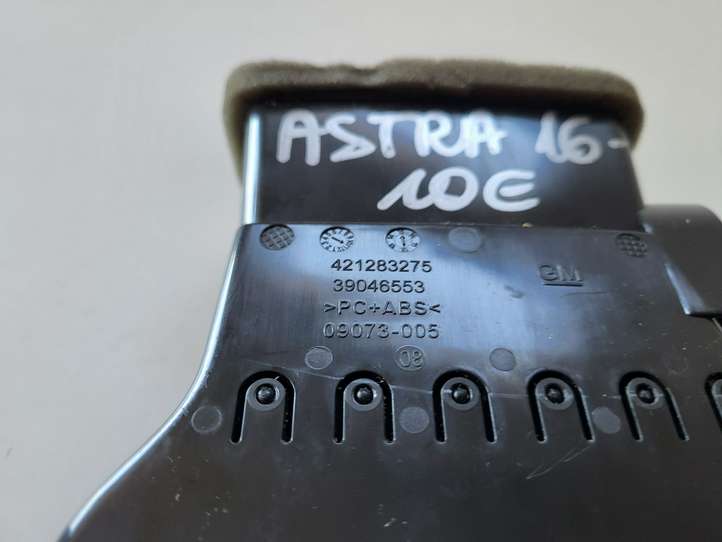 ASTRA 16-
10E
421283275
39046553
GM
>PC+ABS<
09073-005
08